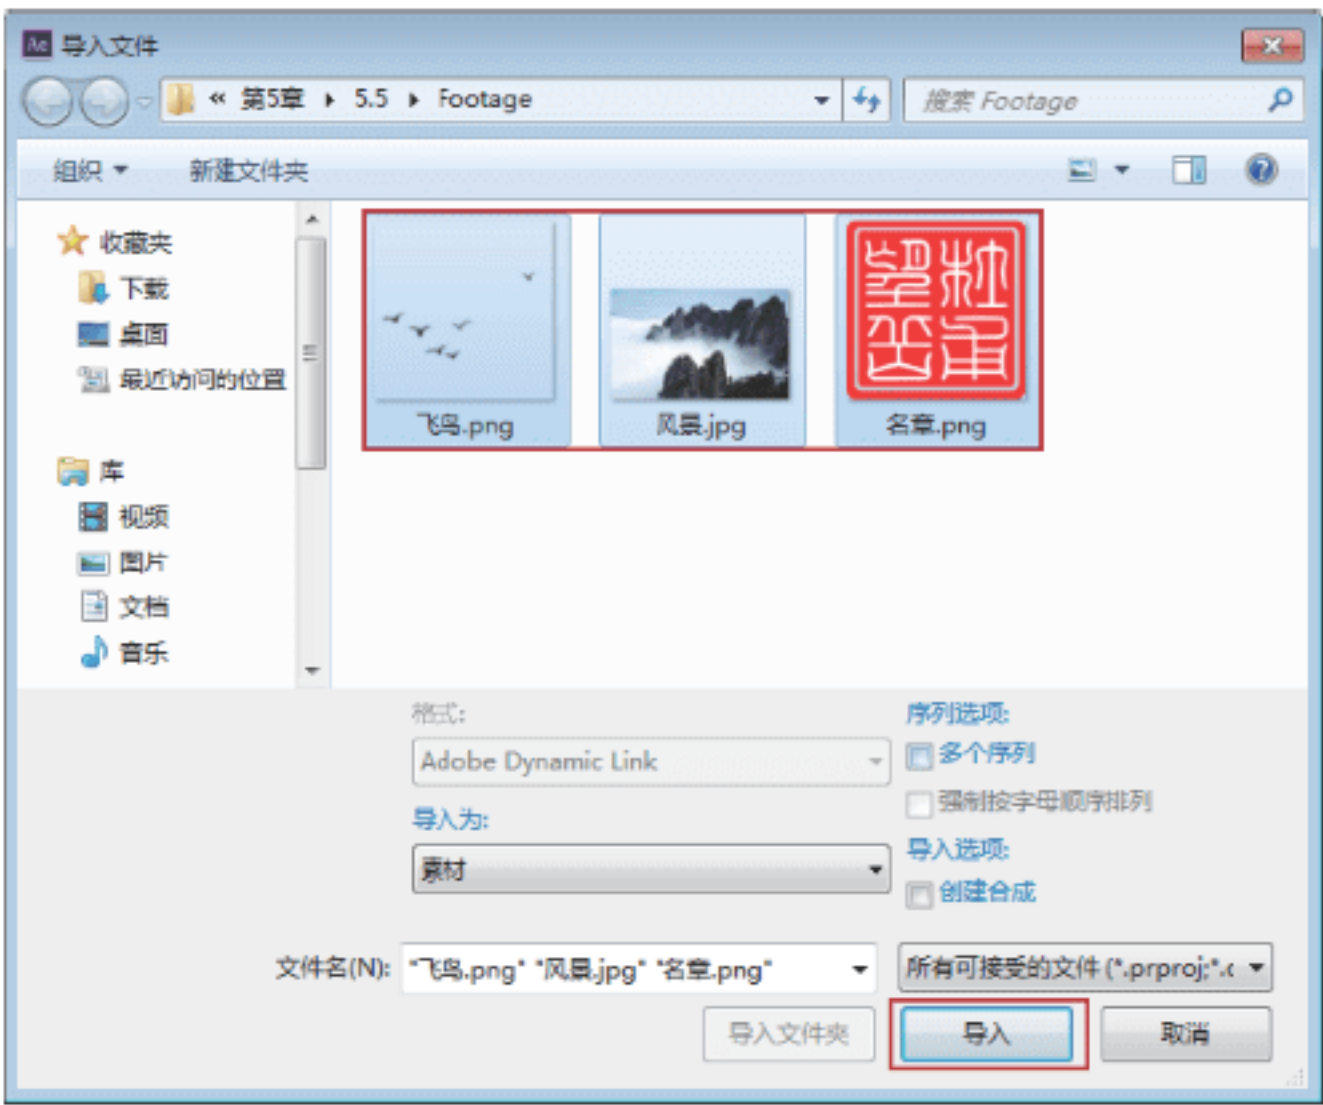 Ae 导入文件
« 第5章 ▸ 5.5 ▸ Footage
搜索 Footage
组织
新建文件夹
收藏夹
下载
桌面
最近访问的位置
库
视频
图片
文档
音乐
飞鸟.png
风景.jpg
名章.png
格式:
Adobe Dynamic Link
导入为:
素材
序列选项:
多个序列
强制按字母顺序排列
导入选项:
创建合成
文件名(N):
"飞鸟.png" "风景.jpg" "名章.png"
所有可接受的文件 (*.prproj;*.c
导入文件夹
导入
取消